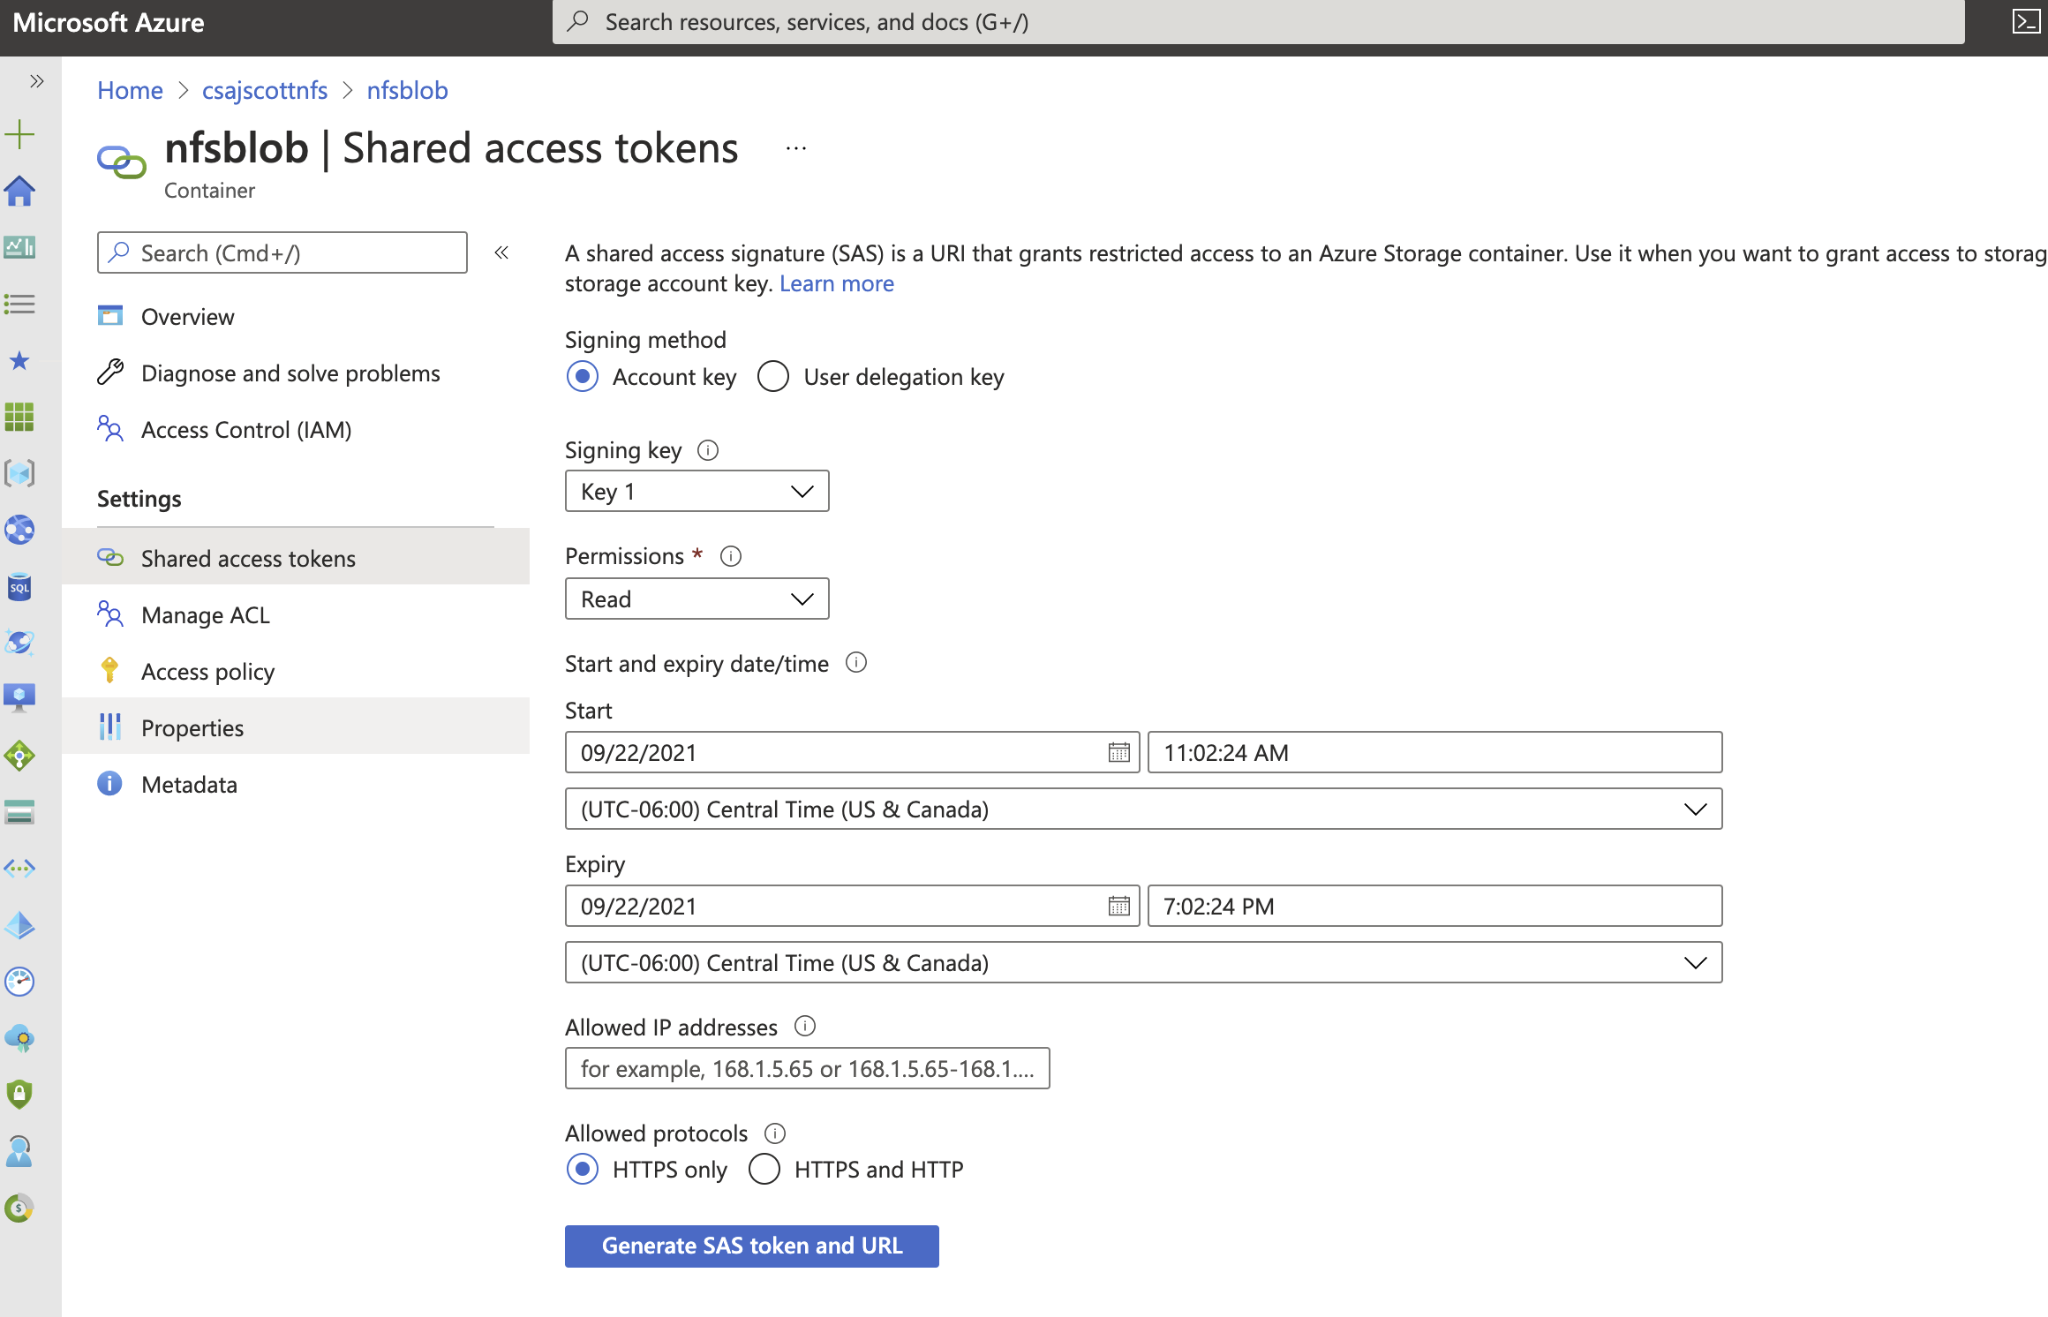 Microsoft Azure
Search resources, services, and docs (G+/)
Home > csajscottnfs > nfsblob
nfsblob | Shared access tokens ...
Container
Search (Cmd+/)
Overview
Diagnose and solve problems
Access Control (IAM)
Settings
Shared access tokens
Manage ACL
Access policy
Properties
Metadata
A shared access signature (SAS) is a URI that grants restricted access to an Azure Storage container. Use it when you want to grant access to storag
storage account key. Learn more
Signing method
Account key User delegation key
Signing key
Key 1
Permissions *
Read
Start and expiry date/time
Start
09/22/2021 11:02:24 AM
(UTC-06:00) Central Time (US & Canada)
Expiry
09/22/2021 7:02:24 PM
(UTC-06:00) Central Time (US & Canada)
Allowed IP addresses
for example, 168.1.5.65 or 168.1.5.65-168.1....
Allowed protocols
HTTPS only HTTPS and HTTP
Generate SAS token and URL
SQL